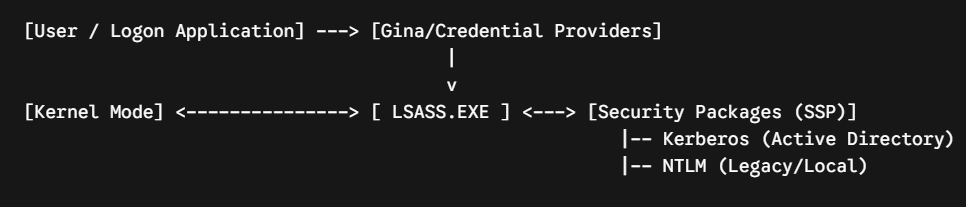 [User / Logon Application] ---> [Gina/Credential Providers]
|
v
[Kernel Mode] <---------------> [ LSASS.EXE ] <---> [Security Packages (SSP)]
|-- Kerberos (Active Directory)
|-- NTLM (Legacy/Local)